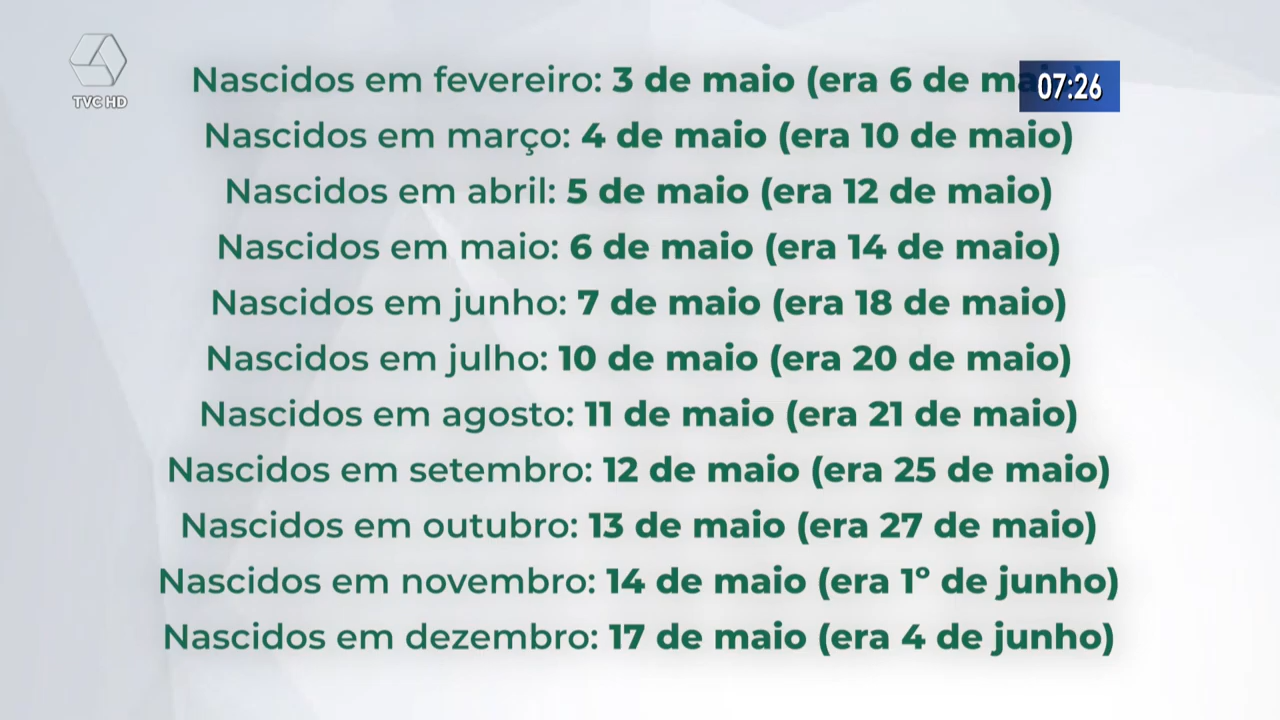 TVC HD
07:26
Nascidos em fevereiro: 3 de maio (era 6 de
Nascidos em março: 4 de maio (era 10 de maio)
Nascidos em abril: 5 de maio (era 12 de maio)
Nascidos em maio: 6 de maio (era 14 de maio)
Nascidos em junho: 7 de maio (era 18 de maio)
Nascidos em julho: 10 de maio (era 20 de maio)
Nascidos em agosto: 11 de maio (era 21 de maio)
Nascidos em setembro: 12 de maio (era 25 de maio)
Nascidos em outubro: 13 de maio (era 27 de maio)
Nascidos em novembro: 14 de maio (era 1º de junho)
Nascidos em dezembro: 17 de maio (era 4 de junho)